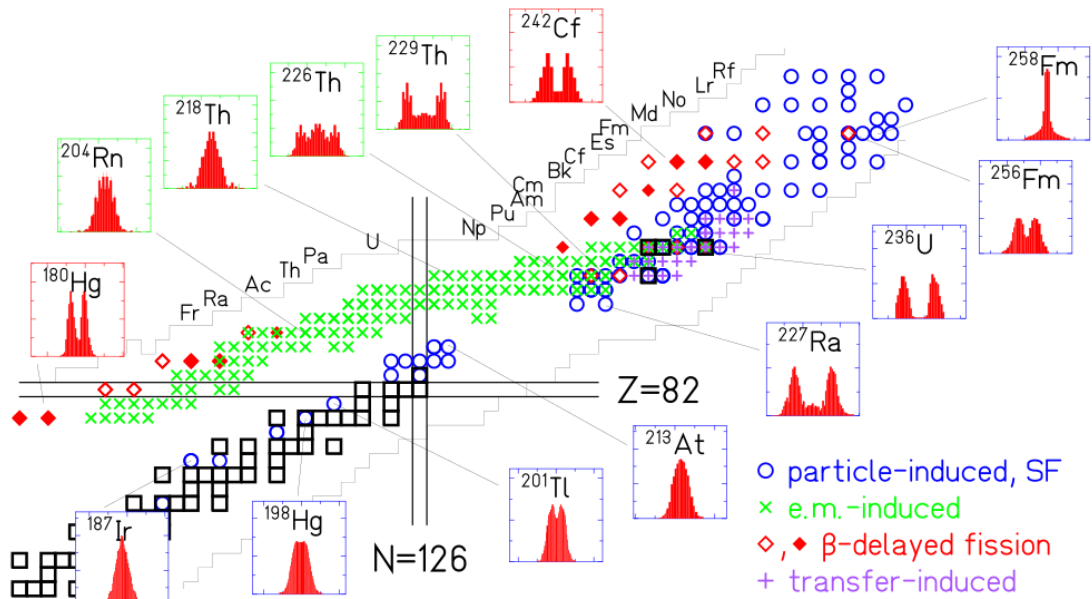 ²⁴²Cf
²⁵⁸Fm
²²⁹Th
²²⁶Th
²¹⁸Th
²⁰⁴Rn
¹⁸⁰Hg
Rf
Lr
No
Md
Fm
Es
Cf
Bk
Cm
Am
Pu
Np
U
Pa
Th
Ac
Ra
Fr
²⁵⁶Fm
²³⁶U
²²⁷Ra
Z=82
²¹³At
²⁰¹Tl
¹⁹⁸Hg
¹⁸⁷Ir
N=126
particle-induced, SF
e.m.-induced
, β-delayed fission
transfer-induced